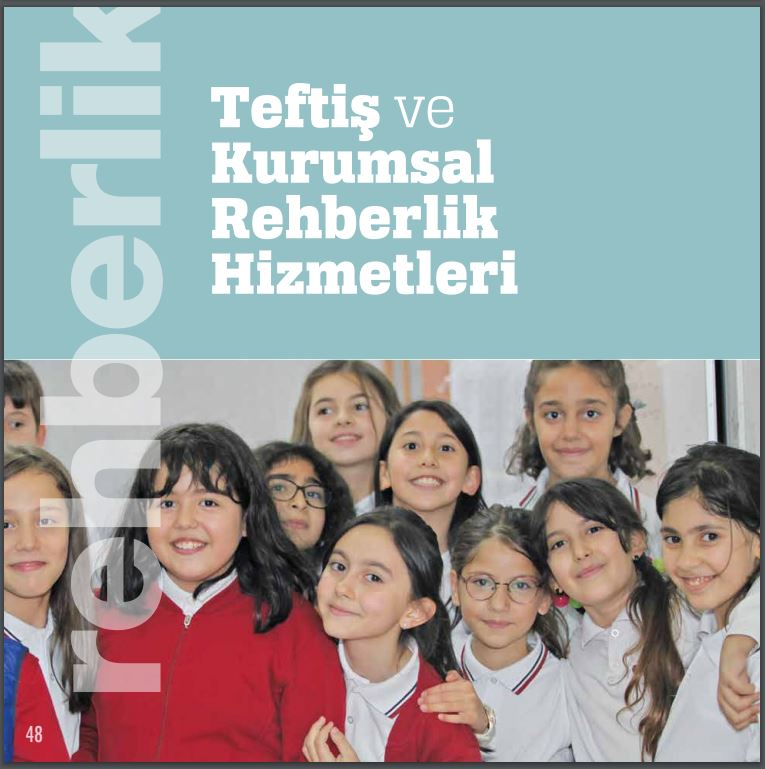 rehberlik
Teftiş ve
Kurumsal
Rehberlik
Hizmetleri
48